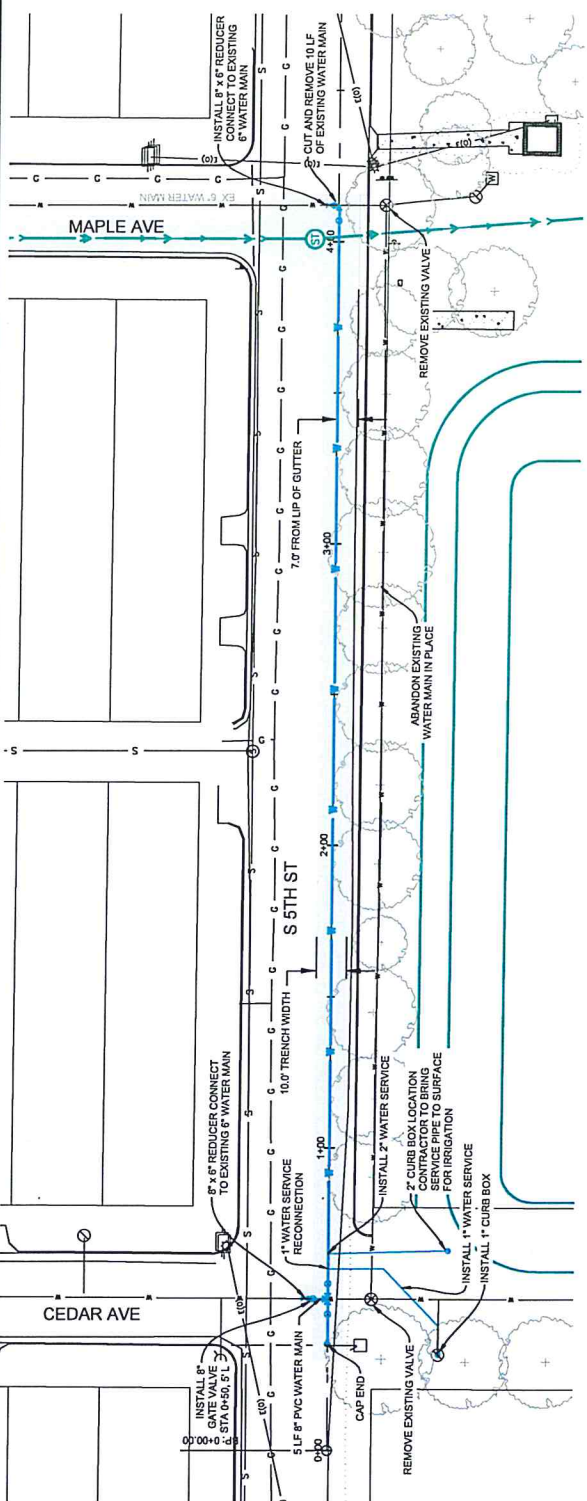 INSTALL 8" x 6" REDUCER
CONNECT TO EXISTING
6" WATER MAIN
CUT AND REMOVE 10 LF
OF EXISTING WATER MAIN
EX 6" WATER MAIN
MAPLE AVE
ST
4+10
REMOVE EXISTING VALVE
7.0' FROM LIP OF GUTTER
3+00
ABANDON EXISTING
WATER MAIN IN PLACE
S 5TH ST
2+00
10.0' TRENCH WIDTH
8" x 6" REDUCER CONNECT
TO EXISTING 6" WATER MAIN
1" WATER SERVICE
RECONNECTION
1+00
INSTALL 2" WATER SERVICE
2" CURB BOX LOCATION
CONTRACTOR TO BRING
SERVICE PIPE TO SURFACE
FOR IRRIGATION
INSTALL 1" WATER SERVICE
INSTALL 1" CURB BOX
CEDAR AVE
INSTALL 8"
GATE VALVE
STA 0+50, 5' L
BP: 0+00.00
5 LF 8" PVC WATER MAIN
CAP END
REMOVE EXISTING VALVE
0+00